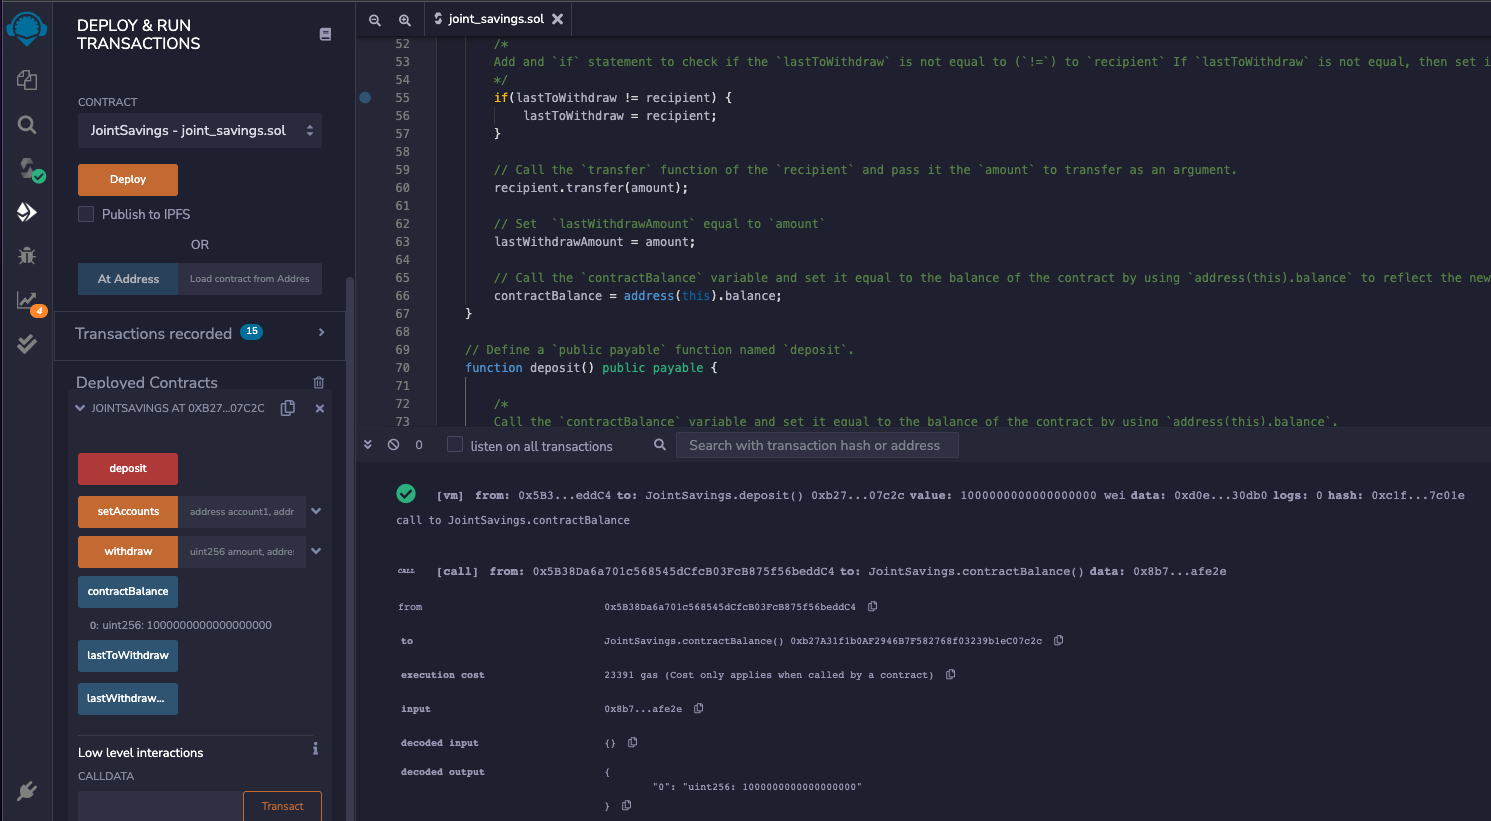 DEPLOY & RUN
TRANSACTIONS
CONTRACT
JointSavings - joint_savings.sol
Deploy
Publish to IPFS
OR
At Address
Load contract from Addres
4
Transactions recorded 15
Deployed Contracts
JOINTSAVINGS AT 0XB27...07C2C
deposit
setAccounts
address account1, addr
withdraw
uint256 amount, addre
contractBalance
0: uint256: 1000000000000000000
lastToWithdraw
lastWithdraw...
Low level interactions
i
CALLDATA
Transact
joint_savings.sol
52 /*
53 Add and `if` statement to check if the `lastToWithdraw` is not equal to (`!=`) to `recipient` If `lastToWithdraw` is not equal, then set i
54 */
55 if(lastToWithdraw != recipient) {
56 lastToWithdraw = recipient;
57 }
58
59 // Call the `transfer` function of the `recipient` and pass it the `amount` to transfer as an argument.
60 recipient.transfer(amount);
61
62 // Set  `lastWithdrawAmount` equal to `amount`
63 lastWithdrawAmount = amount;
64
65 // Call the `contractBalance` variable and set it equal to the balance of the contract by using `address(this).balance` to reflect the new
66 contractBalance = address(this).balance;
67 }
68
69 // Define a `public payable` function named `deposit`.
70 function deposit() public payable {
71
72 /*
73 Call the `contractBalance` variable and set it equal to the balance of the contract by using `address(this).balance`.
0
listen on all transactions
Search with transaction hash or address
[vm] from: 0x5B3...eddC4 to: JointSavings.deposit() 0xb27...07c2c value: 1000000000000000000 wei data: 0xd0e...30db0 logs: 0 hash: 0xc1f...7c01e
call to JointSavings.contractBalance
CALL [call] from: 0x5B38Da6a701c568545dCfcB03FcB875f56beddC4 to: JointSavings.contractBalance() data: 0x8b7...afe2e
from 0x5B38Da6a701c568545dCfcB03FcB875f56beddC4
to JointSavings.contractBalance() 0xb27A31f1b0AF2946B7F582768f03239b1eC07c2c
execution cost 23391 gas (Cost only applies when called by a contract)
input 0x8b7...afe2e
decoded input {}
decoded output {
"0": "uint256: 1000000000000000000"
}